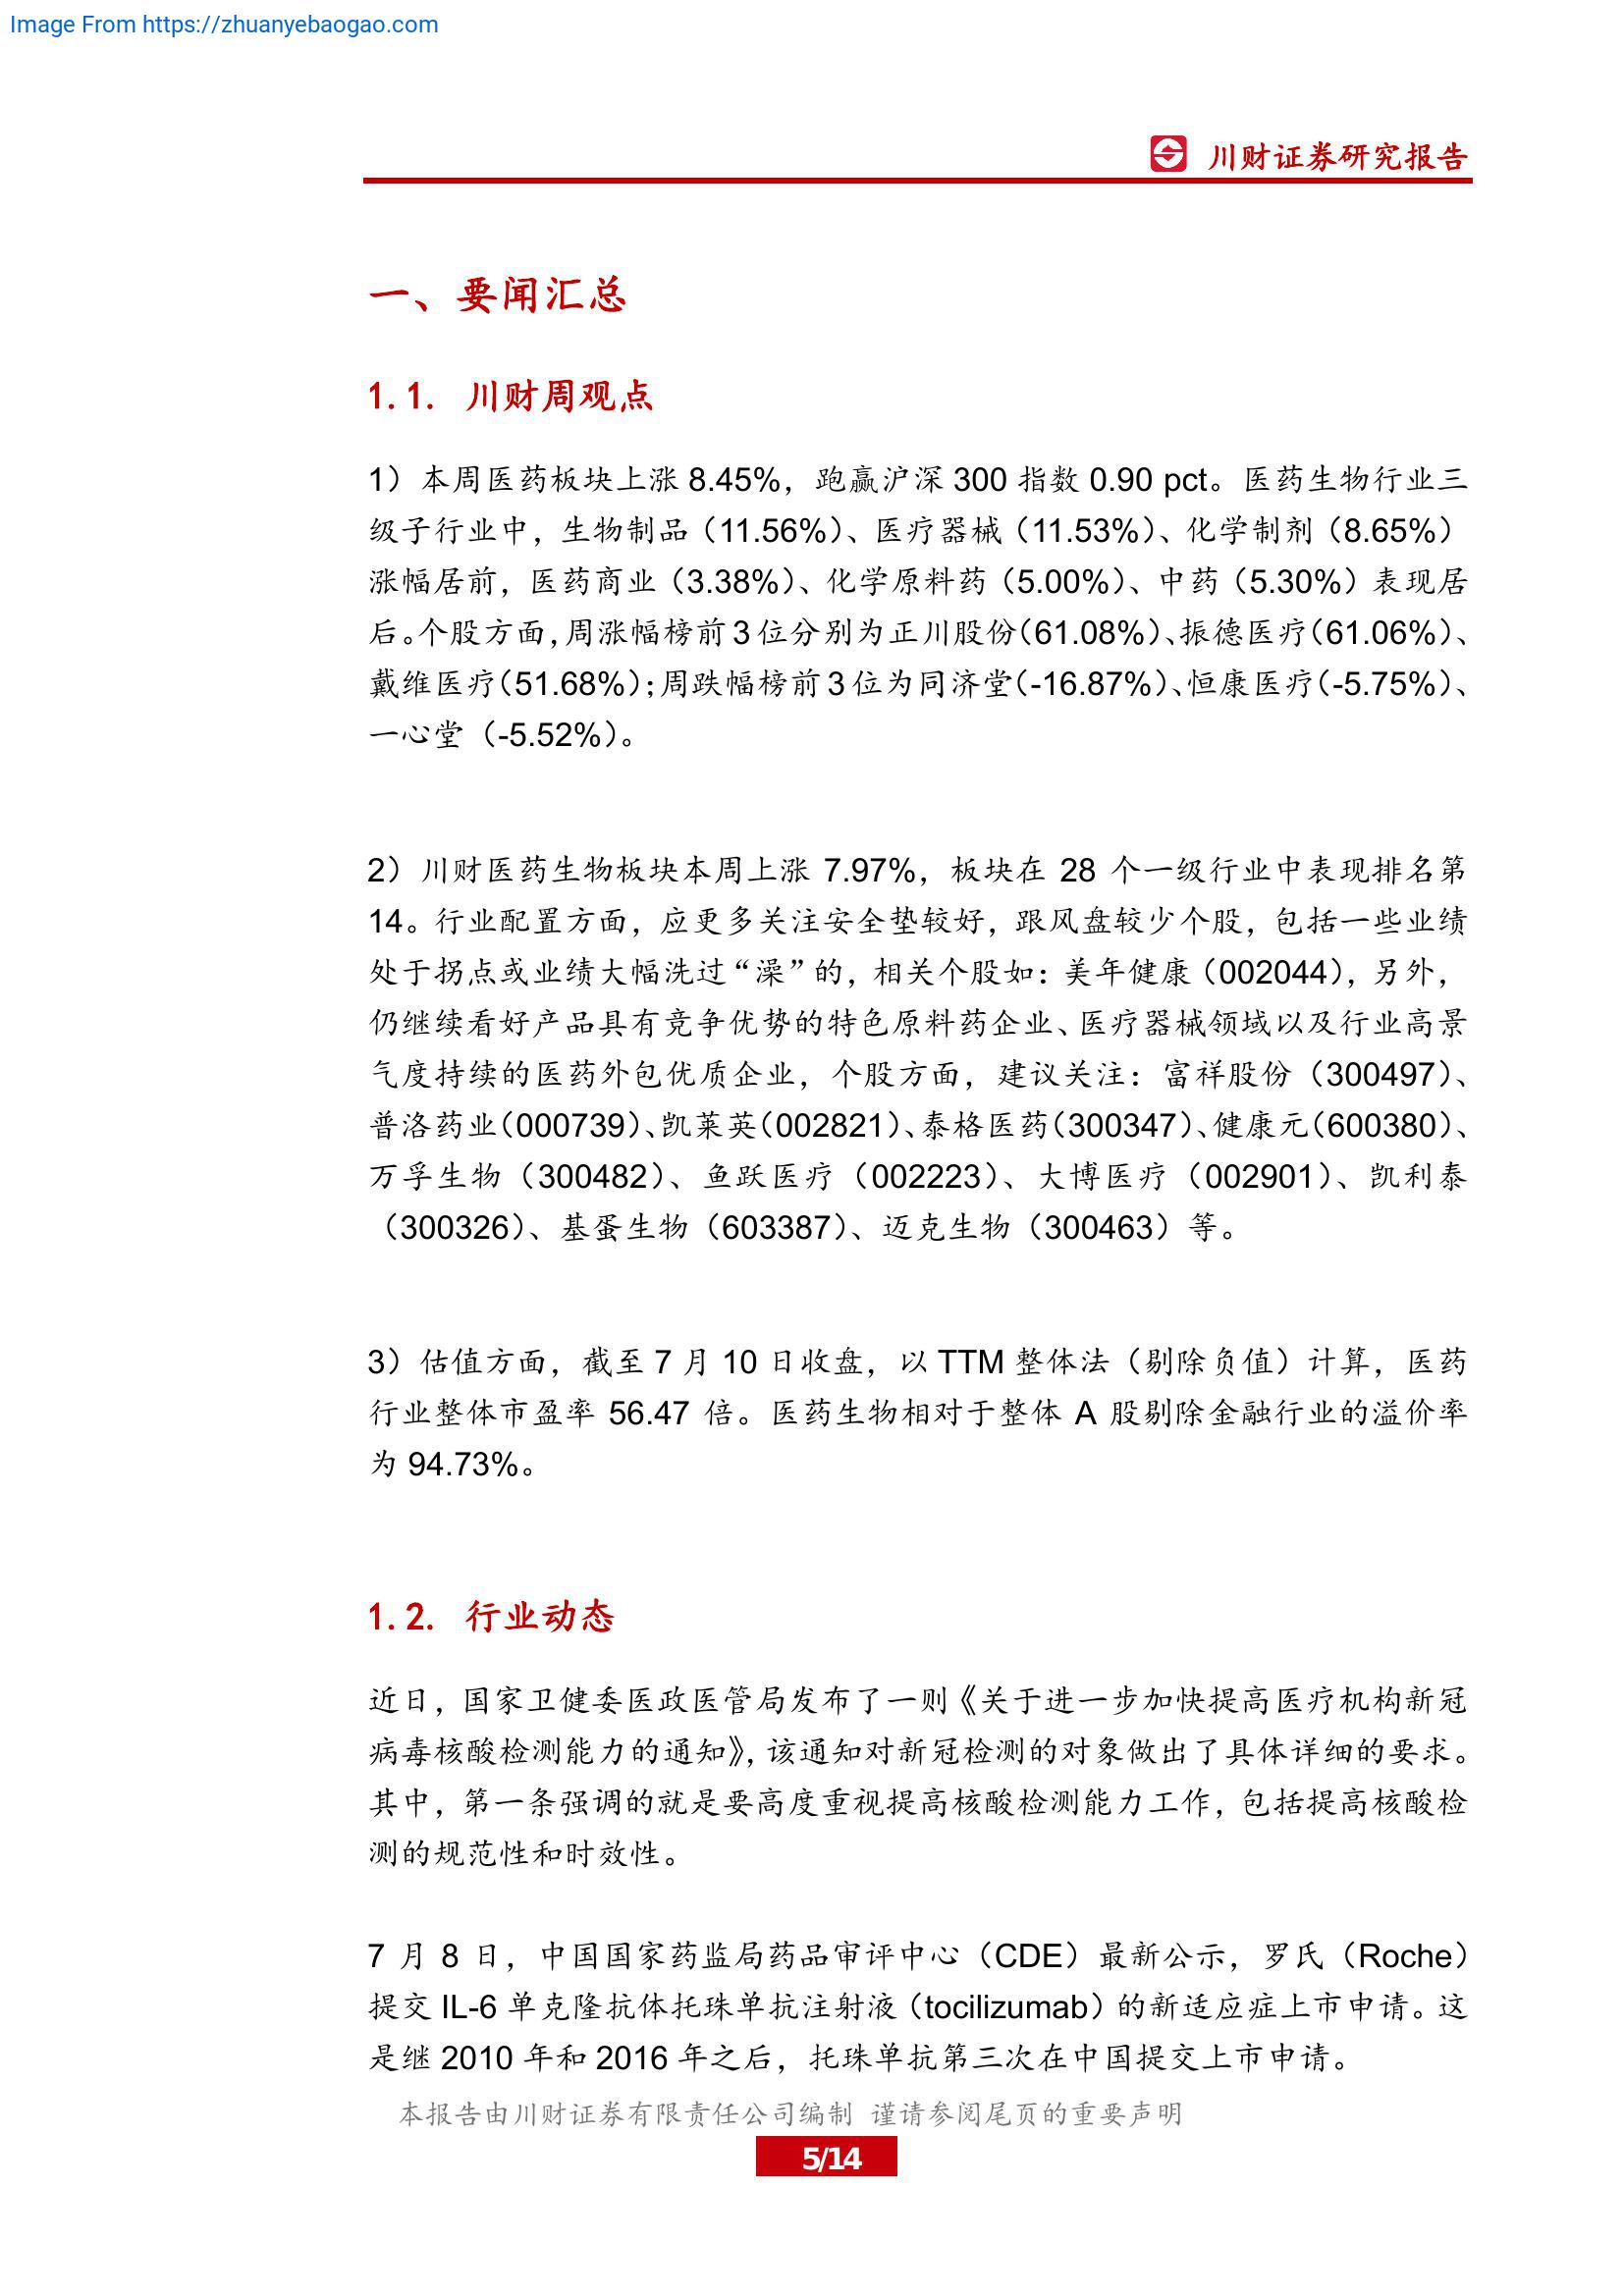 Image From https://zhuanyebaogao.com
川财证券研究报告
一、要闻汇总
1.1. 川财周观点
1）本周医药板块上涨 8.45%，跑赢沪深 300 指数 0.90 pct。医药生物行业三
级子行业中，生物制品（11.56%）、医疗器械（11.53%）、化学制剂（8.65%）
涨幅居前，医药商业（3.38%）、化学原料药（5.00%）、中药（5.30%）表现居
后。个股方面，周涨幅榜前 3 位分别为正川股份（61.08%）、振德医疗（61.06%）、
戴维医疗（51.68%）；周跌幅榜前 3 位为同济堂（-16.87%）、恒康医疗（-5.75%）、
一心堂（-5.52%）。
2）川财医药生物板块本周上涨 7.97%，板块在 28 个一级行业中表现排名第
14。行业配置方面，应更多关注安全垫较好，跟风盘较少个股，包括一些业绩
处于拐点或业绩大幅洗过“澡”的，相关个股如：美年健康（002044），另外，
仍继续看好产品具有竞争优势的特色原料药企业、医疗器械领域以及行业高景
气度持续的医药外包优质企业，个股方面，建议关注：富祥股份（300497）、
普洛药业（000739）、凯莱英（002821）、泰格医药（300347）、健康元（600380）、
万孚生物（300482）、鱼跃医疗（002223）、大博医疗（002901）、凯利泰
（300326）、基蛋生物（603387）、迈克生物（300463）等。
3）估值方面，截至 7 月 10 日收盘，以 TTM 整体法（剔除负值）计算，医药
行业整体市盈率 56.47 倍。医药生物相对于整体 A 股剔除金融行业的溢价率
为 94.73%。
1.2. 行业动态
近日，国家卫健委医政医管局发布了一则《关于进一步加快提高医疗机构新冠
病毒核酸检测能力的通知》，该通知对新冠检测的对象做出了具体详细的要求。
其中，第一条强调的就是要高度重视提高核酸检测能力工作，包括提高核酸检
测的规范性和时效性。
7 月 8 日，中国国家药监局药品审评中心（CDE）最新公示，罗氏（Roche）
提交 IL-6 单克隆抗体托珠单抗注射液（tocilizumab）的新适应症上市申请。这
是继 2010 年和 2016 年之后，托珠单抗第三次在中国提交上市申请。
本报告由川财证券有限责任公司编制 谨请参阅尾页的重要声明
5/14